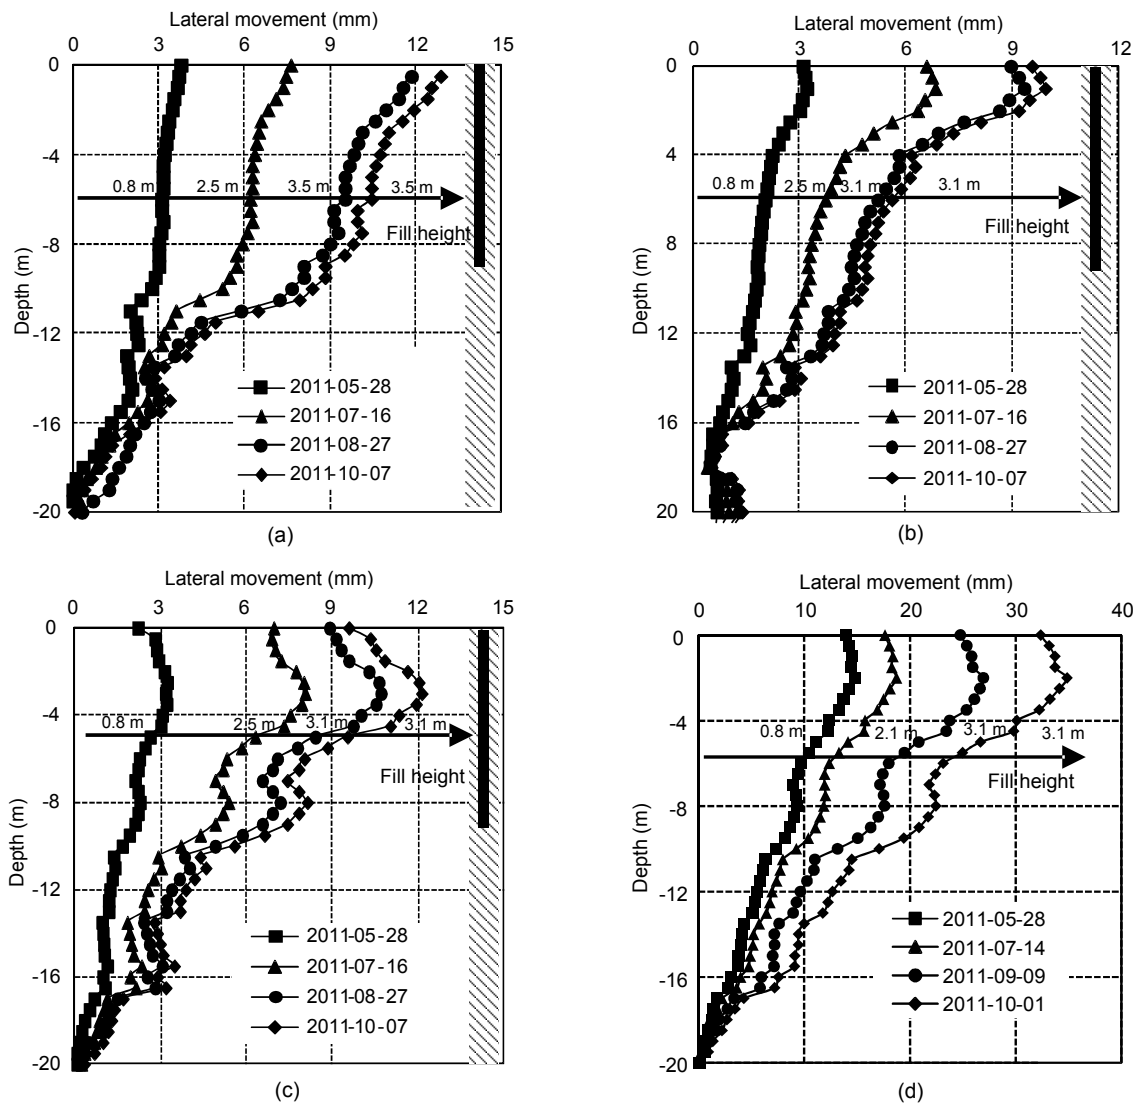 Lateral movement (mm)
0 3 6 9 12 15
0
-4
-8
-12
-16
-20
Depth (m)
0.8 m 2.5 m 3.5 m 3.5 m
Fill height
2011-05-28
2011-07-16
2011-08-27
2011-10-07
(a)
Lateral movement (mm)
0 3 6 9 12
0
4
8
12
16
20
Depth (m)
0.8 m 2.5 m 3.1 m 3.1 m
Fill height
2011-05-28
2011-07-16
2011-08-27
2011-10-07
(b)
Lateral movement (mm)
0 3 6 9 12 15
0
-4
-8
-12
-16
-20
Depth (m)
0.8 m 2.5 m 3.1 m 3.1 m
Fill height
2011-05-28
2011-07-16
2011-08-27
2011-10-07
(c)
Lateral movement (mm)
0 10 20 30 40
0
-4
-8
-12
-16
-20
Depth (m)
0.8 m 2.1 m 3.1 m 3.1 m
Fill height
2011-05-28
2011-07-14
2011-09-09
2011-10-01
(d)